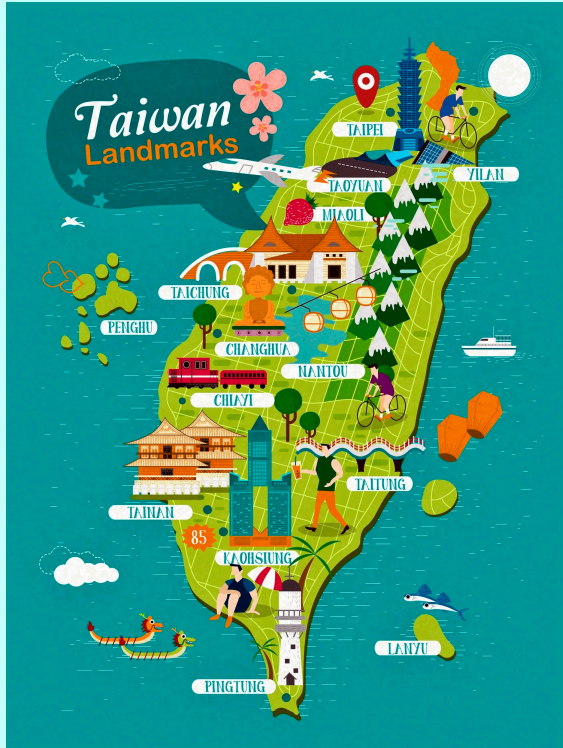 Taiwan
Landmarks
TAIPEI
YILAN
TAOYUAN
MIAOLI
TAICHUNG
PENGHU
CHANGHUA
NANTOU
CHIAYI
TAITUNG
TAINAN
85
KAOHSIUNG
LANYU
PINGTUNG